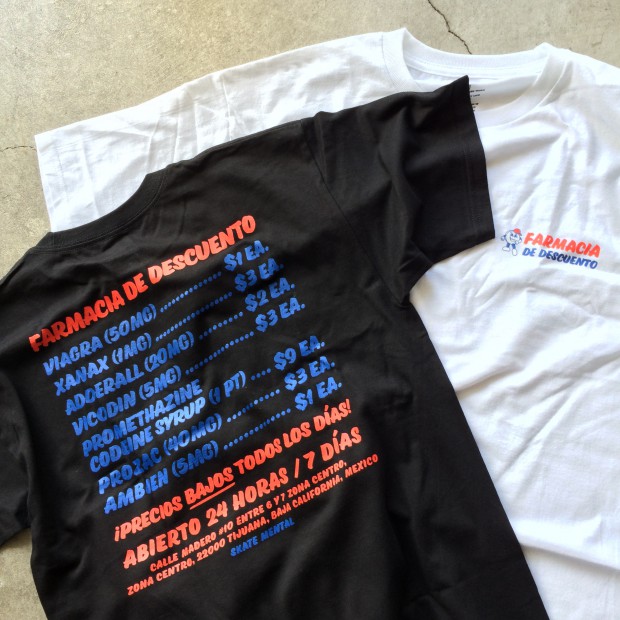 FARMACIA DE DESCUENTO
VIAGRA (50MG) .............. $1 EA.
XANAX (1MG) ................ $3 EA.
ADDERALL (20MG) ............ $2 EA.
VICODIN (5MG) .............. $3 EA.
PROMETHAZINE
CODEINE SYRUP (1 PT) .... $9 EA.
PROZAC (40MG) .......... $3 EA.
AMBIEN (5MG) ............ $1 EA.
¡PRECIOS BAJOS TODOS LOS DÍAS!
ABIERTO 24 HORAS / 7 DÍAS
CALLE MADERO #10 ENTRE 6 Y 7 ZONA CENTRO,
ZONA CENTRO, 22000 TIJUANA, BAJA CALIFORNIA, MEXICO
SKATE MENTAL
FARMACIA
DE DESCUENTO